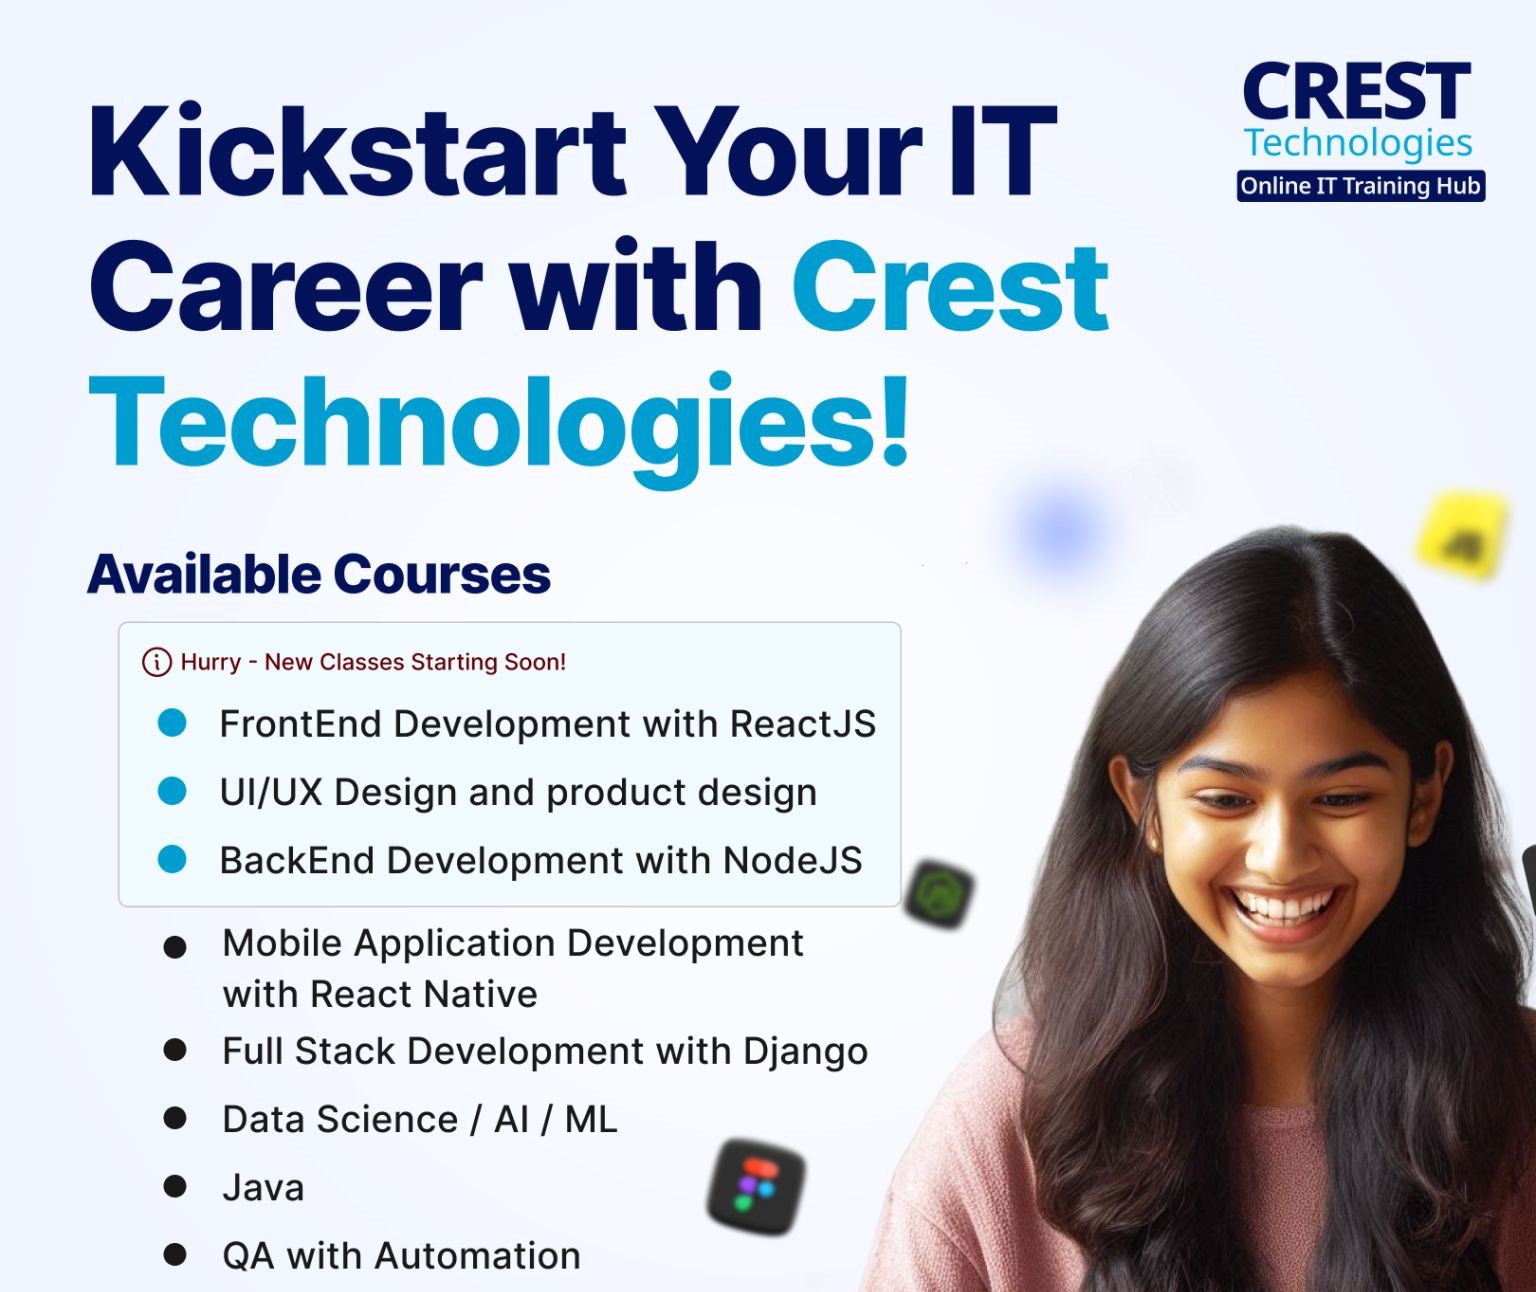 Kickstart Your IT
Career with Crest
Technologies!
CREST
Technologies
Online IT Training Hub
Available Courses
Hurry - New Classes Starting Soon!
FrontEnd Development with ReactJS
UI/UX Design and product design
BackEnd Development with NodeJS
Mobile Application Development
with React Native
Full Stack Development with Django
Data Science / AI / ML
Java
QA with Automation
JS